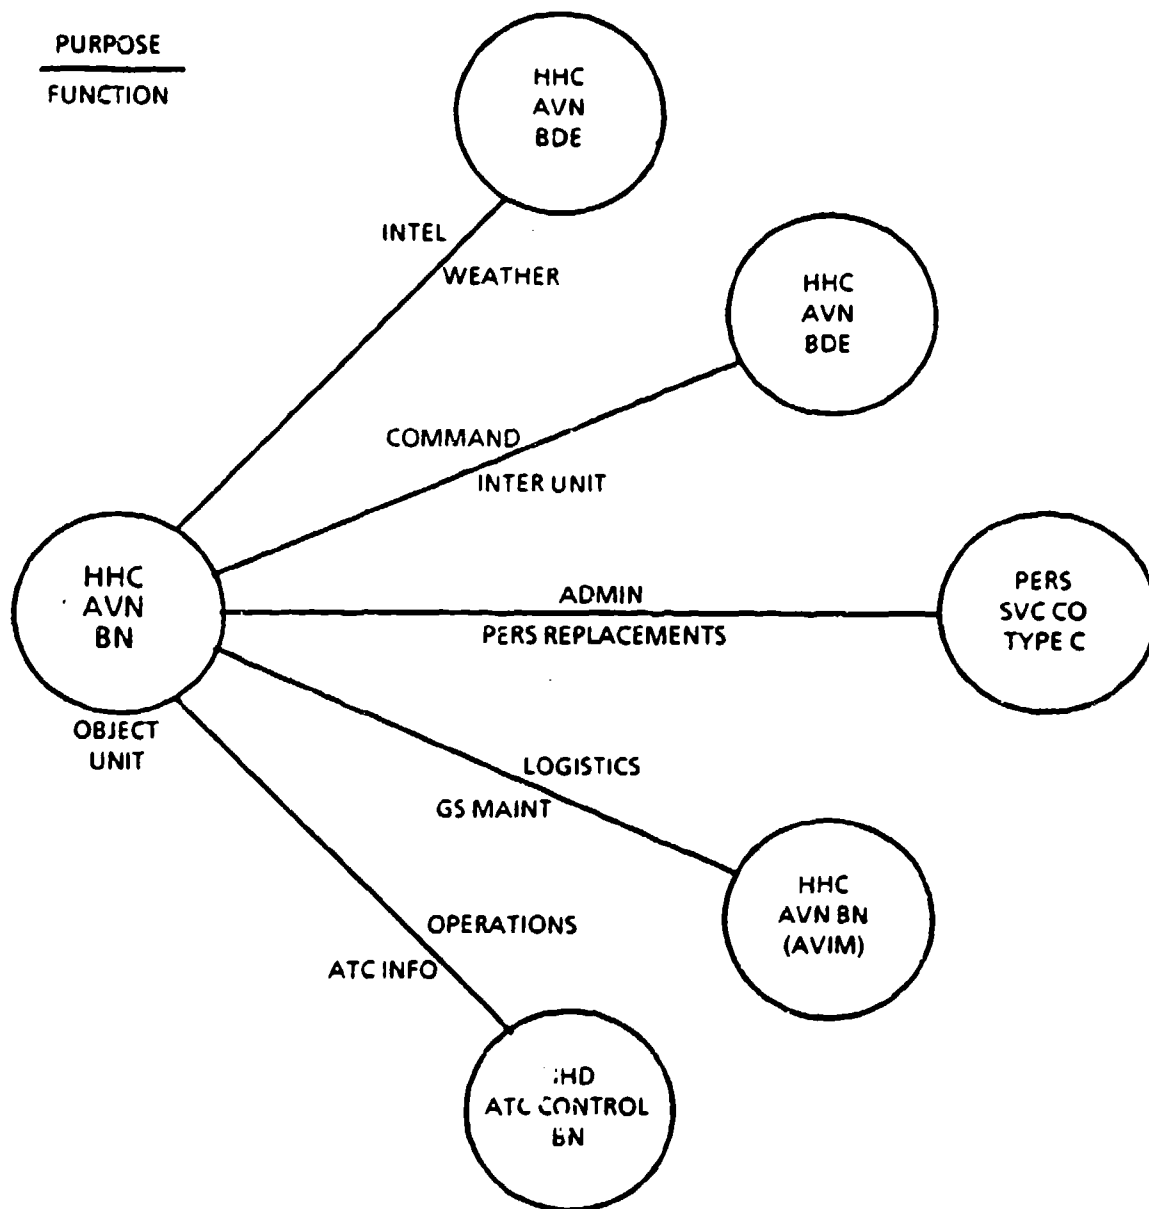 PURPOSE
FUNCTION
HHC
AVN
BDE
INTEL
WEATHER
HHC
AVN
BDE
COMMAND
INTER UNIT
HHC
AVN
BN
OBJECT
UNIT
ADMIN
PERS REPLACEMENTS
PERS
SVC CO
TYPE C
LOGISTICS
GS MAINT
HHC
AVN BN
(AVIM)
OPERATIONS
ATC INFO
ATC CONTROL
BN